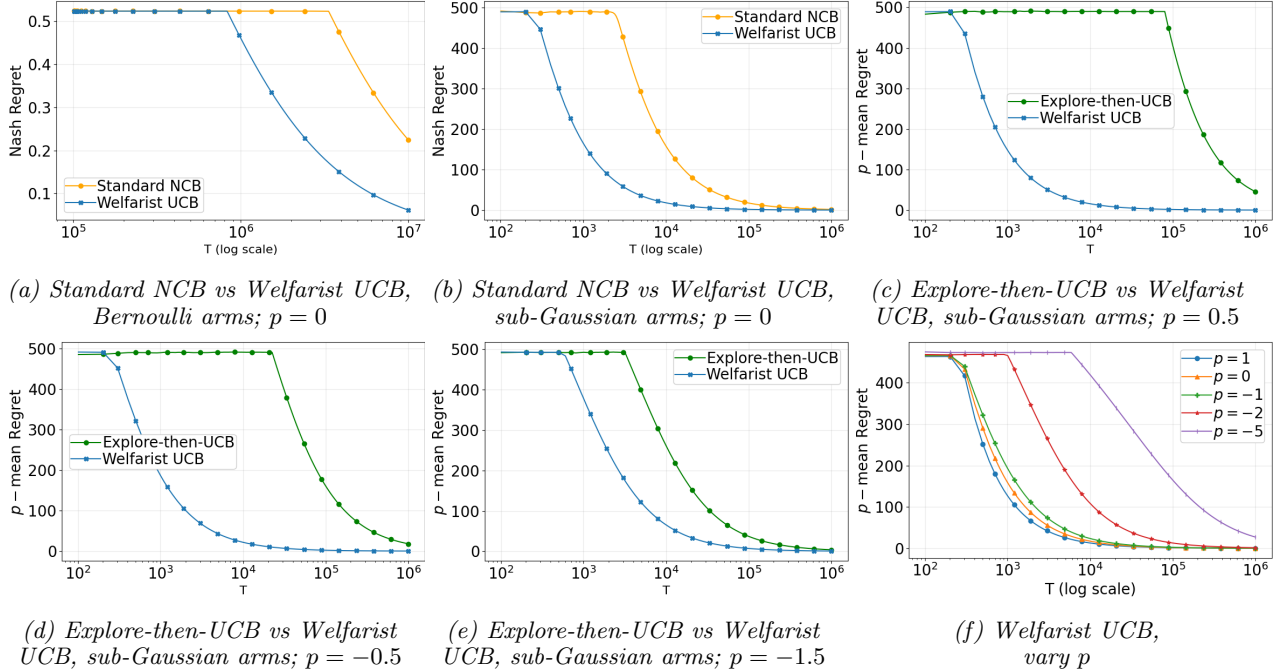 0.5
0.4
0.3
0.2
0.1
Nash Regret
Standard NCB
Welfarist UCB
10^5
10^6
10^7
T (log scale)
(a) Standard NCB vs Welfarist UCB,
Bernoulli arms; p = 0
500
400
300
200
100
0
Nash Regret
Standard NCB
Welfarist UCB
10^2
10^3
10^4
10^5
10^6
T (log scale)
(b) Standard NCB vs Welfarist UCB,
sub-Gaussian arms; p = 0
500
400
300
200
100
0
p − mean Regret
Explore-then-UCB
Welfarist UCB
10^2
10^3
10^4
10^5
10^6
T
(c) Explore-then-UCB vs Welfarist
UCB, sub-Gaussian arms; p = 0.5
500
400
300
200
100
0
p − mean Regret
Explore-then-UCB
Welfarist UCB
10^2
10^3
10^4
10^5
10^6
T
(d) Explore-then-UCB vs Welfarist
UCB, sub-Gaussian arms; p = −0.5
500
400
300
200
100
0
p − mean Regret
Explore-then-UCB
Welfarist UCB
10^2
10^3
10^4
10^5
10^6
T
(e) Explore-then-UCB vs Welfarist
UCB, sub-Gaussian arms; p = −1.5
400
300
200
100
0
p − mean Regret
p = 1
p = 0
p = −1
p = −2
p = −5
10^2
10^3
10^4
10^5
10^6
T (log scale)
(f) Welfarist UCB,
vary p